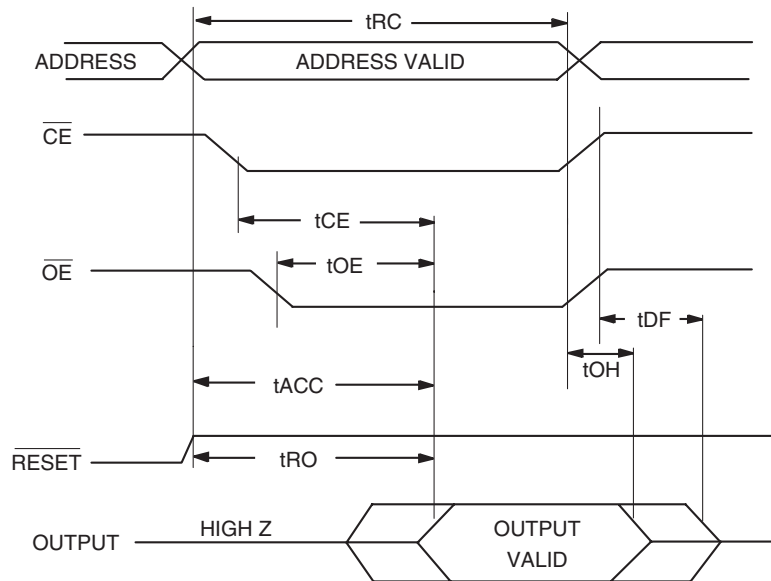 tRC
ADDRESS
ADDRESS VALID
CE
tCE
tOE
OE
tDF
tOH
tACC
RESET
tRO
OUTPUT
HIGH Z
OUTPUT
VALID